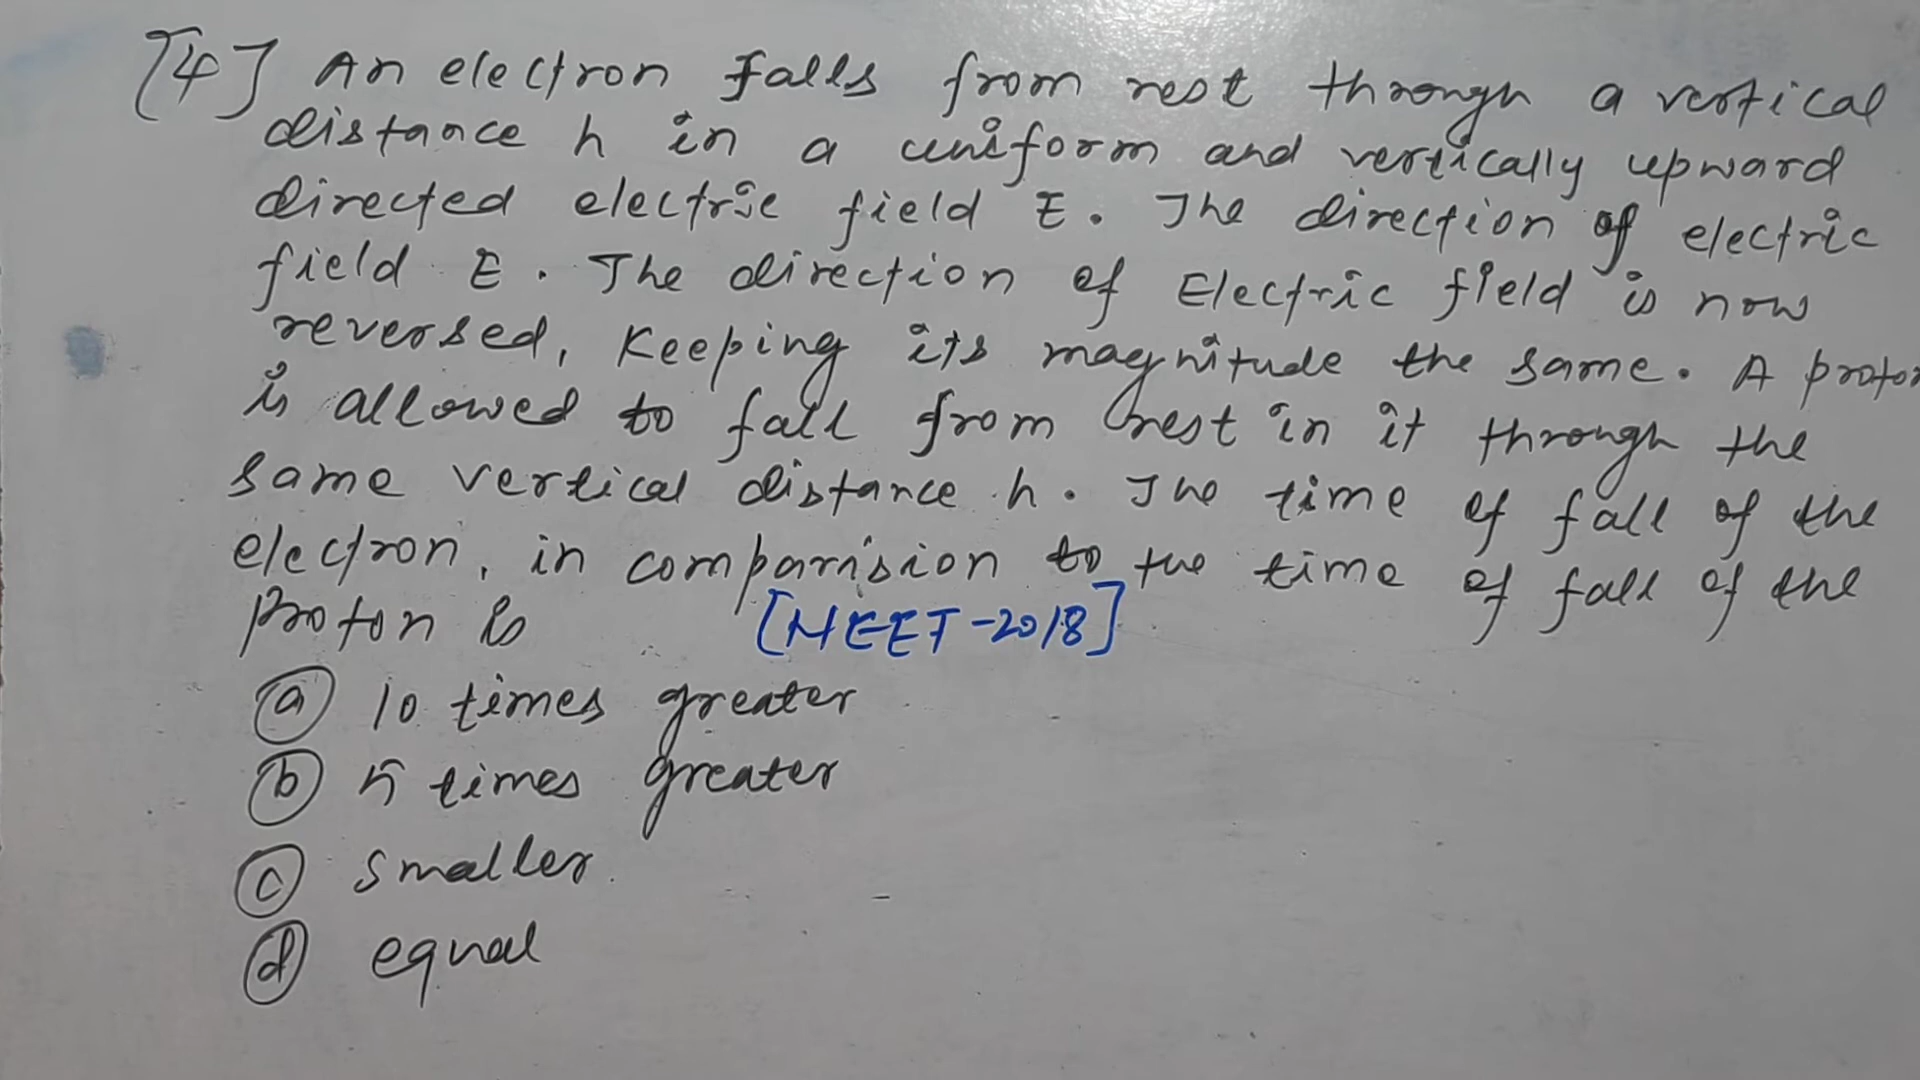 [4] An electron falls from rest through a vertical
distance h in a uniform and vertically upward
directed electric field E. The direction of electric
field E. The direction of Electric field is now
reversed, Keeping its magnitude the same. A proton
is allowed to fall from rest in it through the
same vertical distance h. The time of fall of the
electron, in comparision to the time of fall of the
Proton is [NEET-2018]
(a) 10 times greater
(b) 5 times greater
(c) smaller.
(d) equal